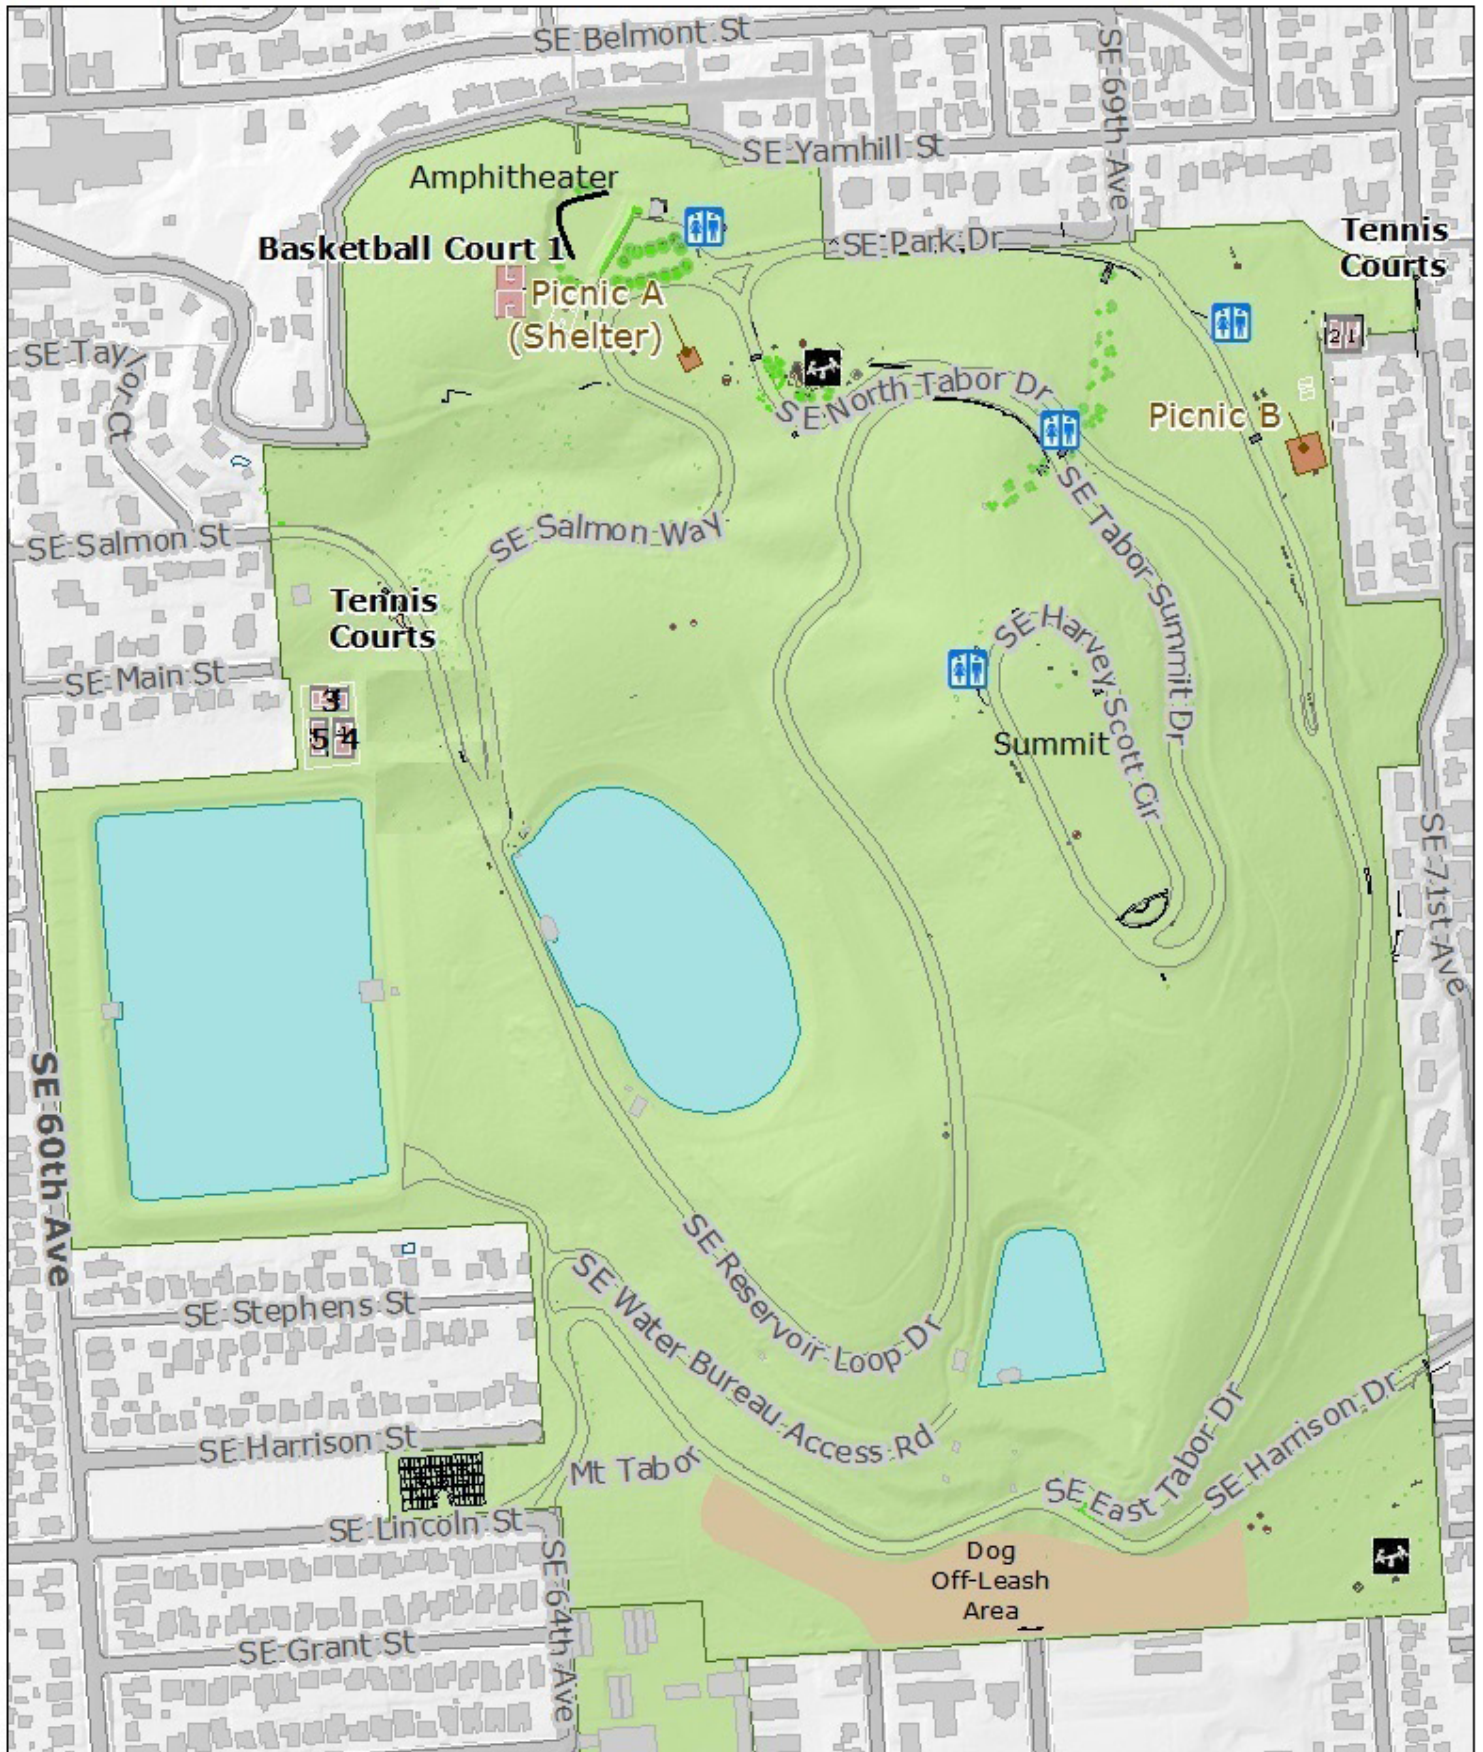 SE Belmont St
SE 69th Ave
SE Yamhill St
Amphitheater
SE Park Dr
Tennis
Courts
Basketball Court 1
Picnic A
(Shelter)
2 1
SE Taylor Ct
SE North Tabor Dr
Picnic B
SE Salmon St
SE Salmon Way
SE Tabor Summit Dr
Tennis
Courts
SE Harvey Scott Cir
SE Main St
3
5 4
Summit
SE 71st Ave
SE 60th Ave
SE Reservoir Loop Dr
SE Water Bureau Access Rd
SE Stephens St
SE Harrison St
Mt Tabor
SE East Tabor Dr
SE Harrison Dr
SE Lincoln St
Dog
Off-Leash
Area
SE 64th Ave
SE Grant St